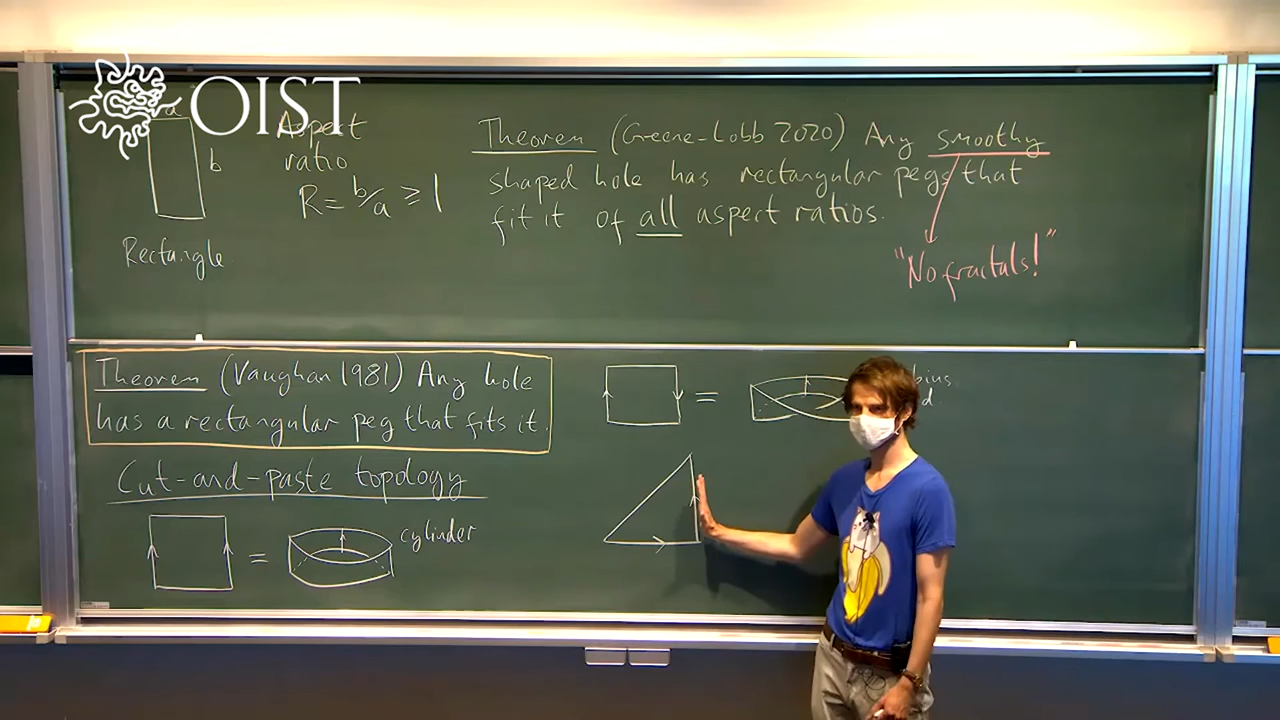 OIST
a
b
Rectangle
Aspect
ratio
R = b/a ≥ 1
Theorem (Greene-Lobb 2020) Any smoothy
shaped hole has rectangular pegs that
fit it of all aspect ratios.
"No fractals!"
Theorem (Vaughan 1981) Any hole
has a rectangular peg that fits it.
Cut-and-paste topology
=
cylinder
=